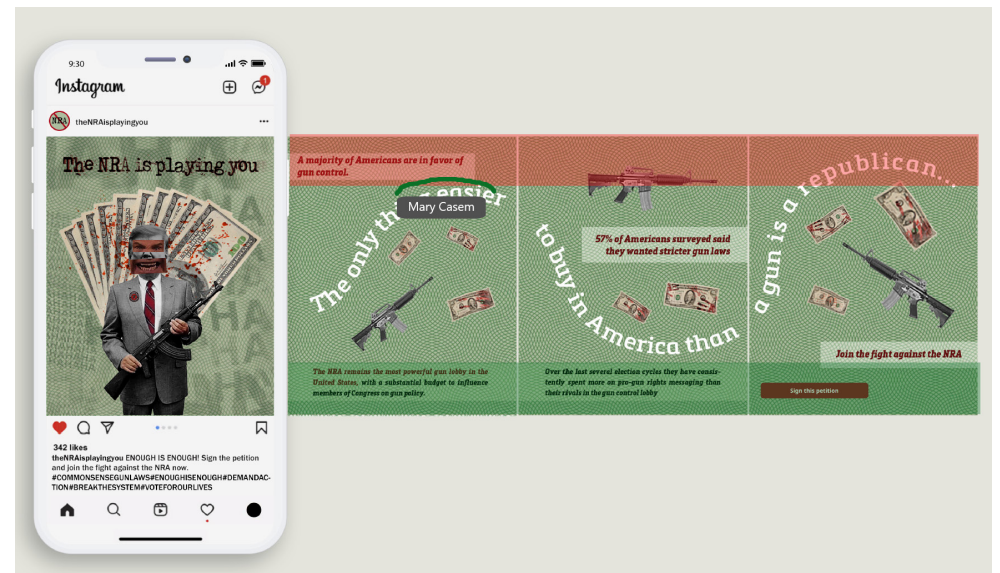 9:30
Instagram
1
NRA
theNRAisplayingyou
The NRA is playing you
HAHA
342 likes
theNRAisplayingyou ENOUGH IS ENOUGH! Sign the petition
and join the fight against the NRA now.
#COMMONSENSEGUNLAWS#ENOUGHISENOUGH#DEMANDAC-
TION#BREAKTHESYSTEM#VOTEFOROURLIVES
A majority of Americans are in favor of
gun control.
The only easier
Mary Casem
The NRA remains the most powerful gun lobby in the
United States, with a substantial budget to influence
members of Congress on gun policy.
57% of Americans surveyed said
they wanted stricter gun laws
to buy in America than
Over the last several election cycles they have consis-
tently spent more on pro-gun rights messaging than
their rivals in the gun control lobby
a gun is a republican...
Join the fight against the NRA
Sign this petition